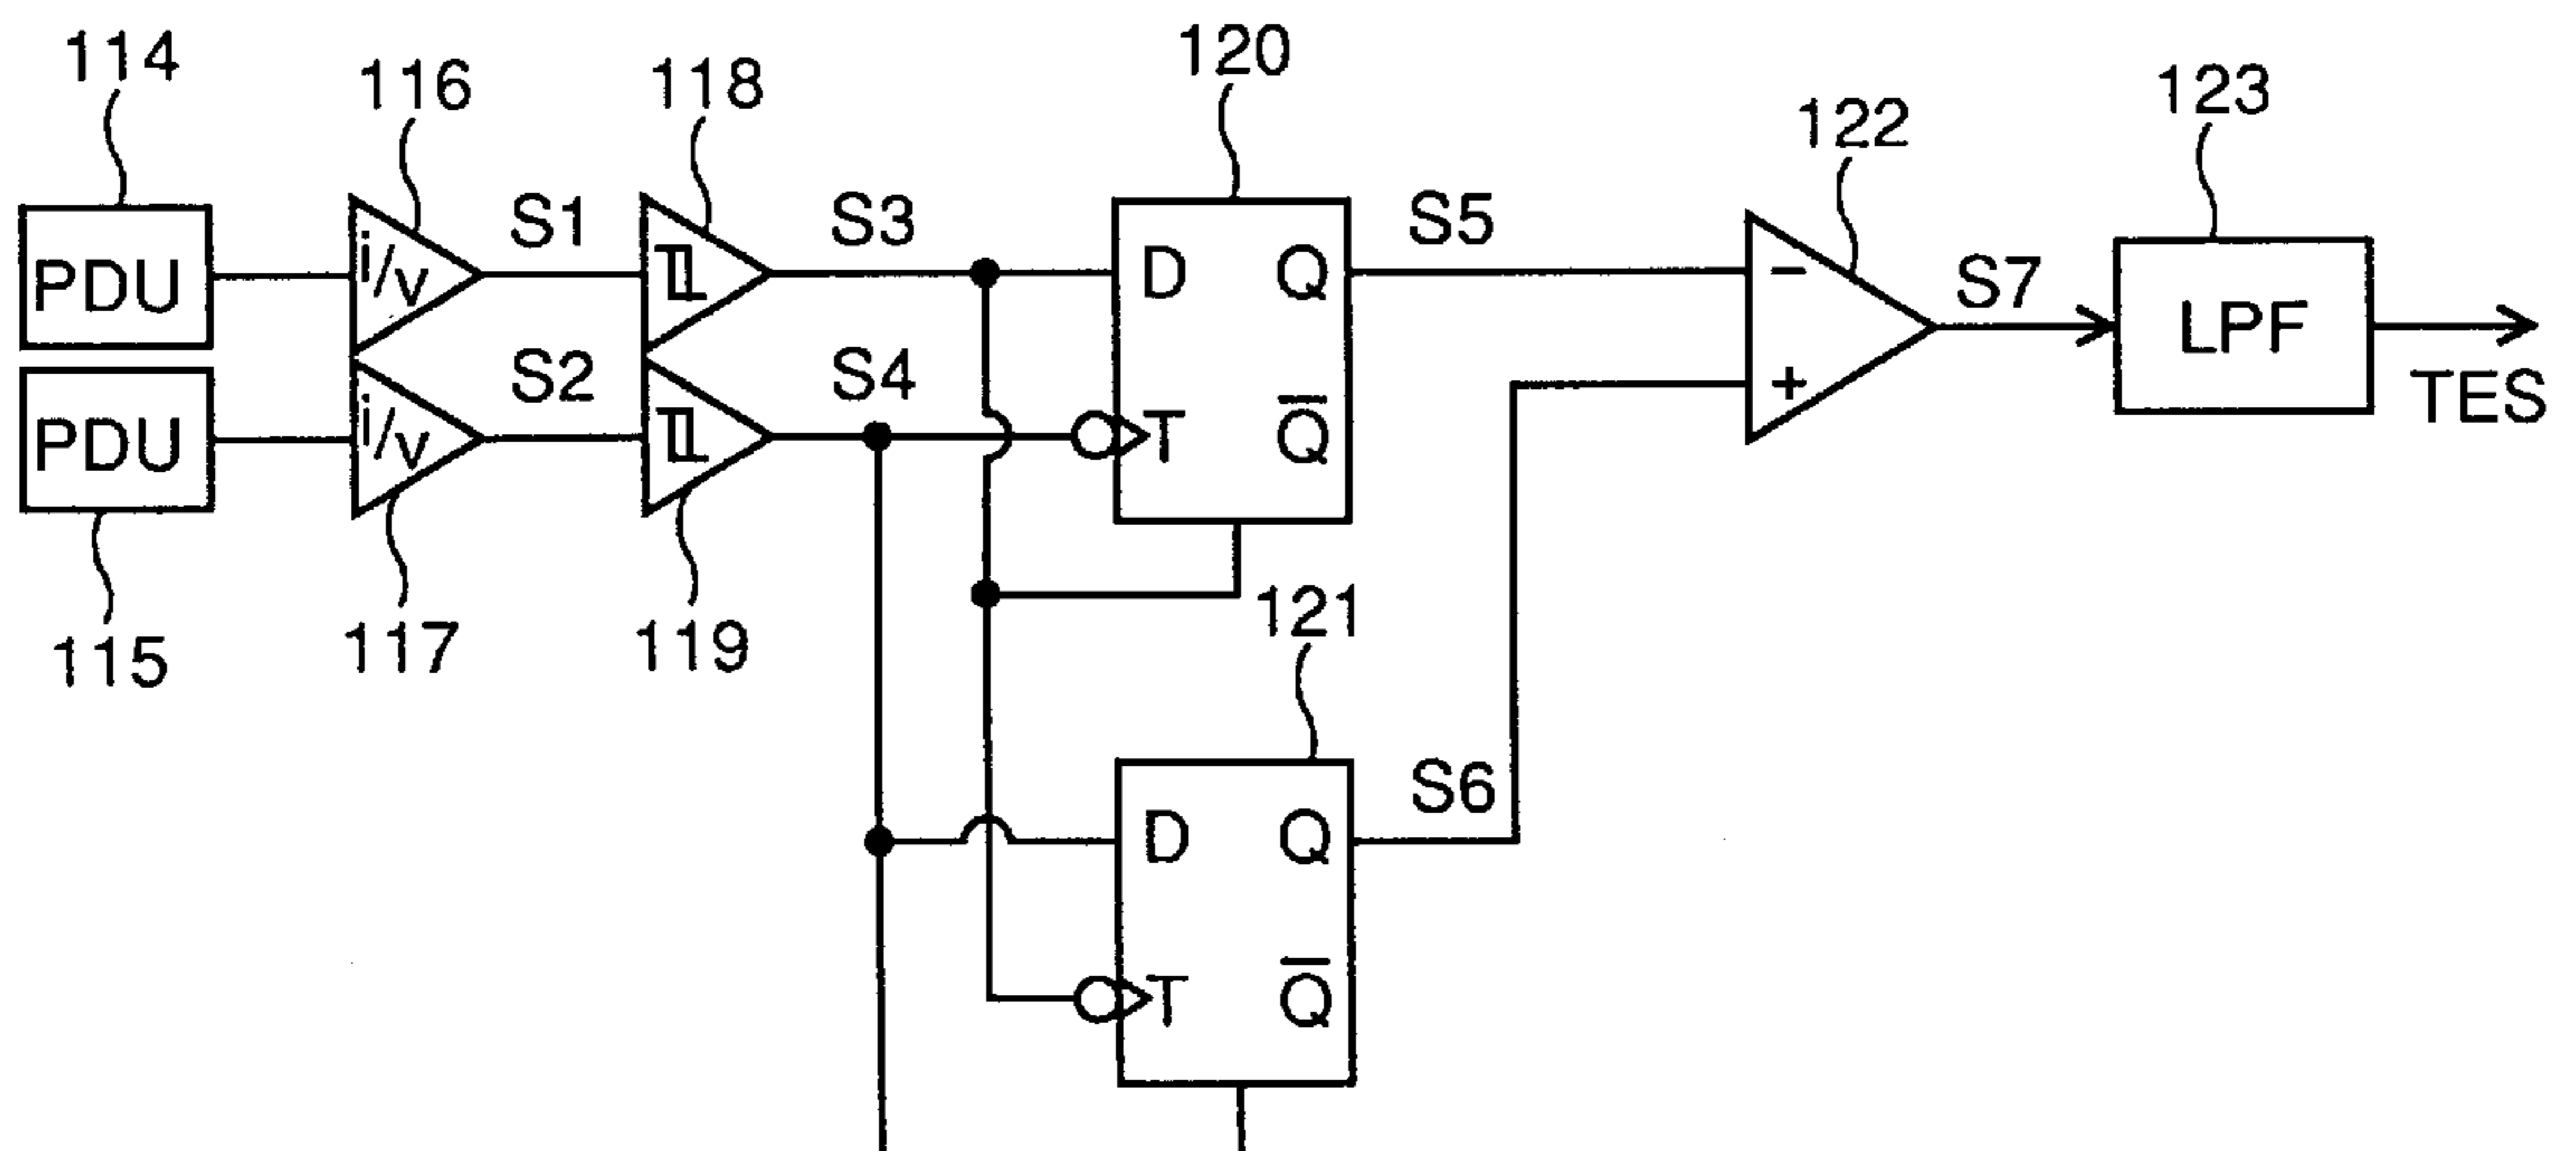 114
116
118
120
122
123
S1
S3
S5
S7
PDU
i/v
D
Q
−
LPF
TES
S2
S4
+
PDU
i/v
T
Q̅
115
117
119
121
S6
D
Q
T
Q̅